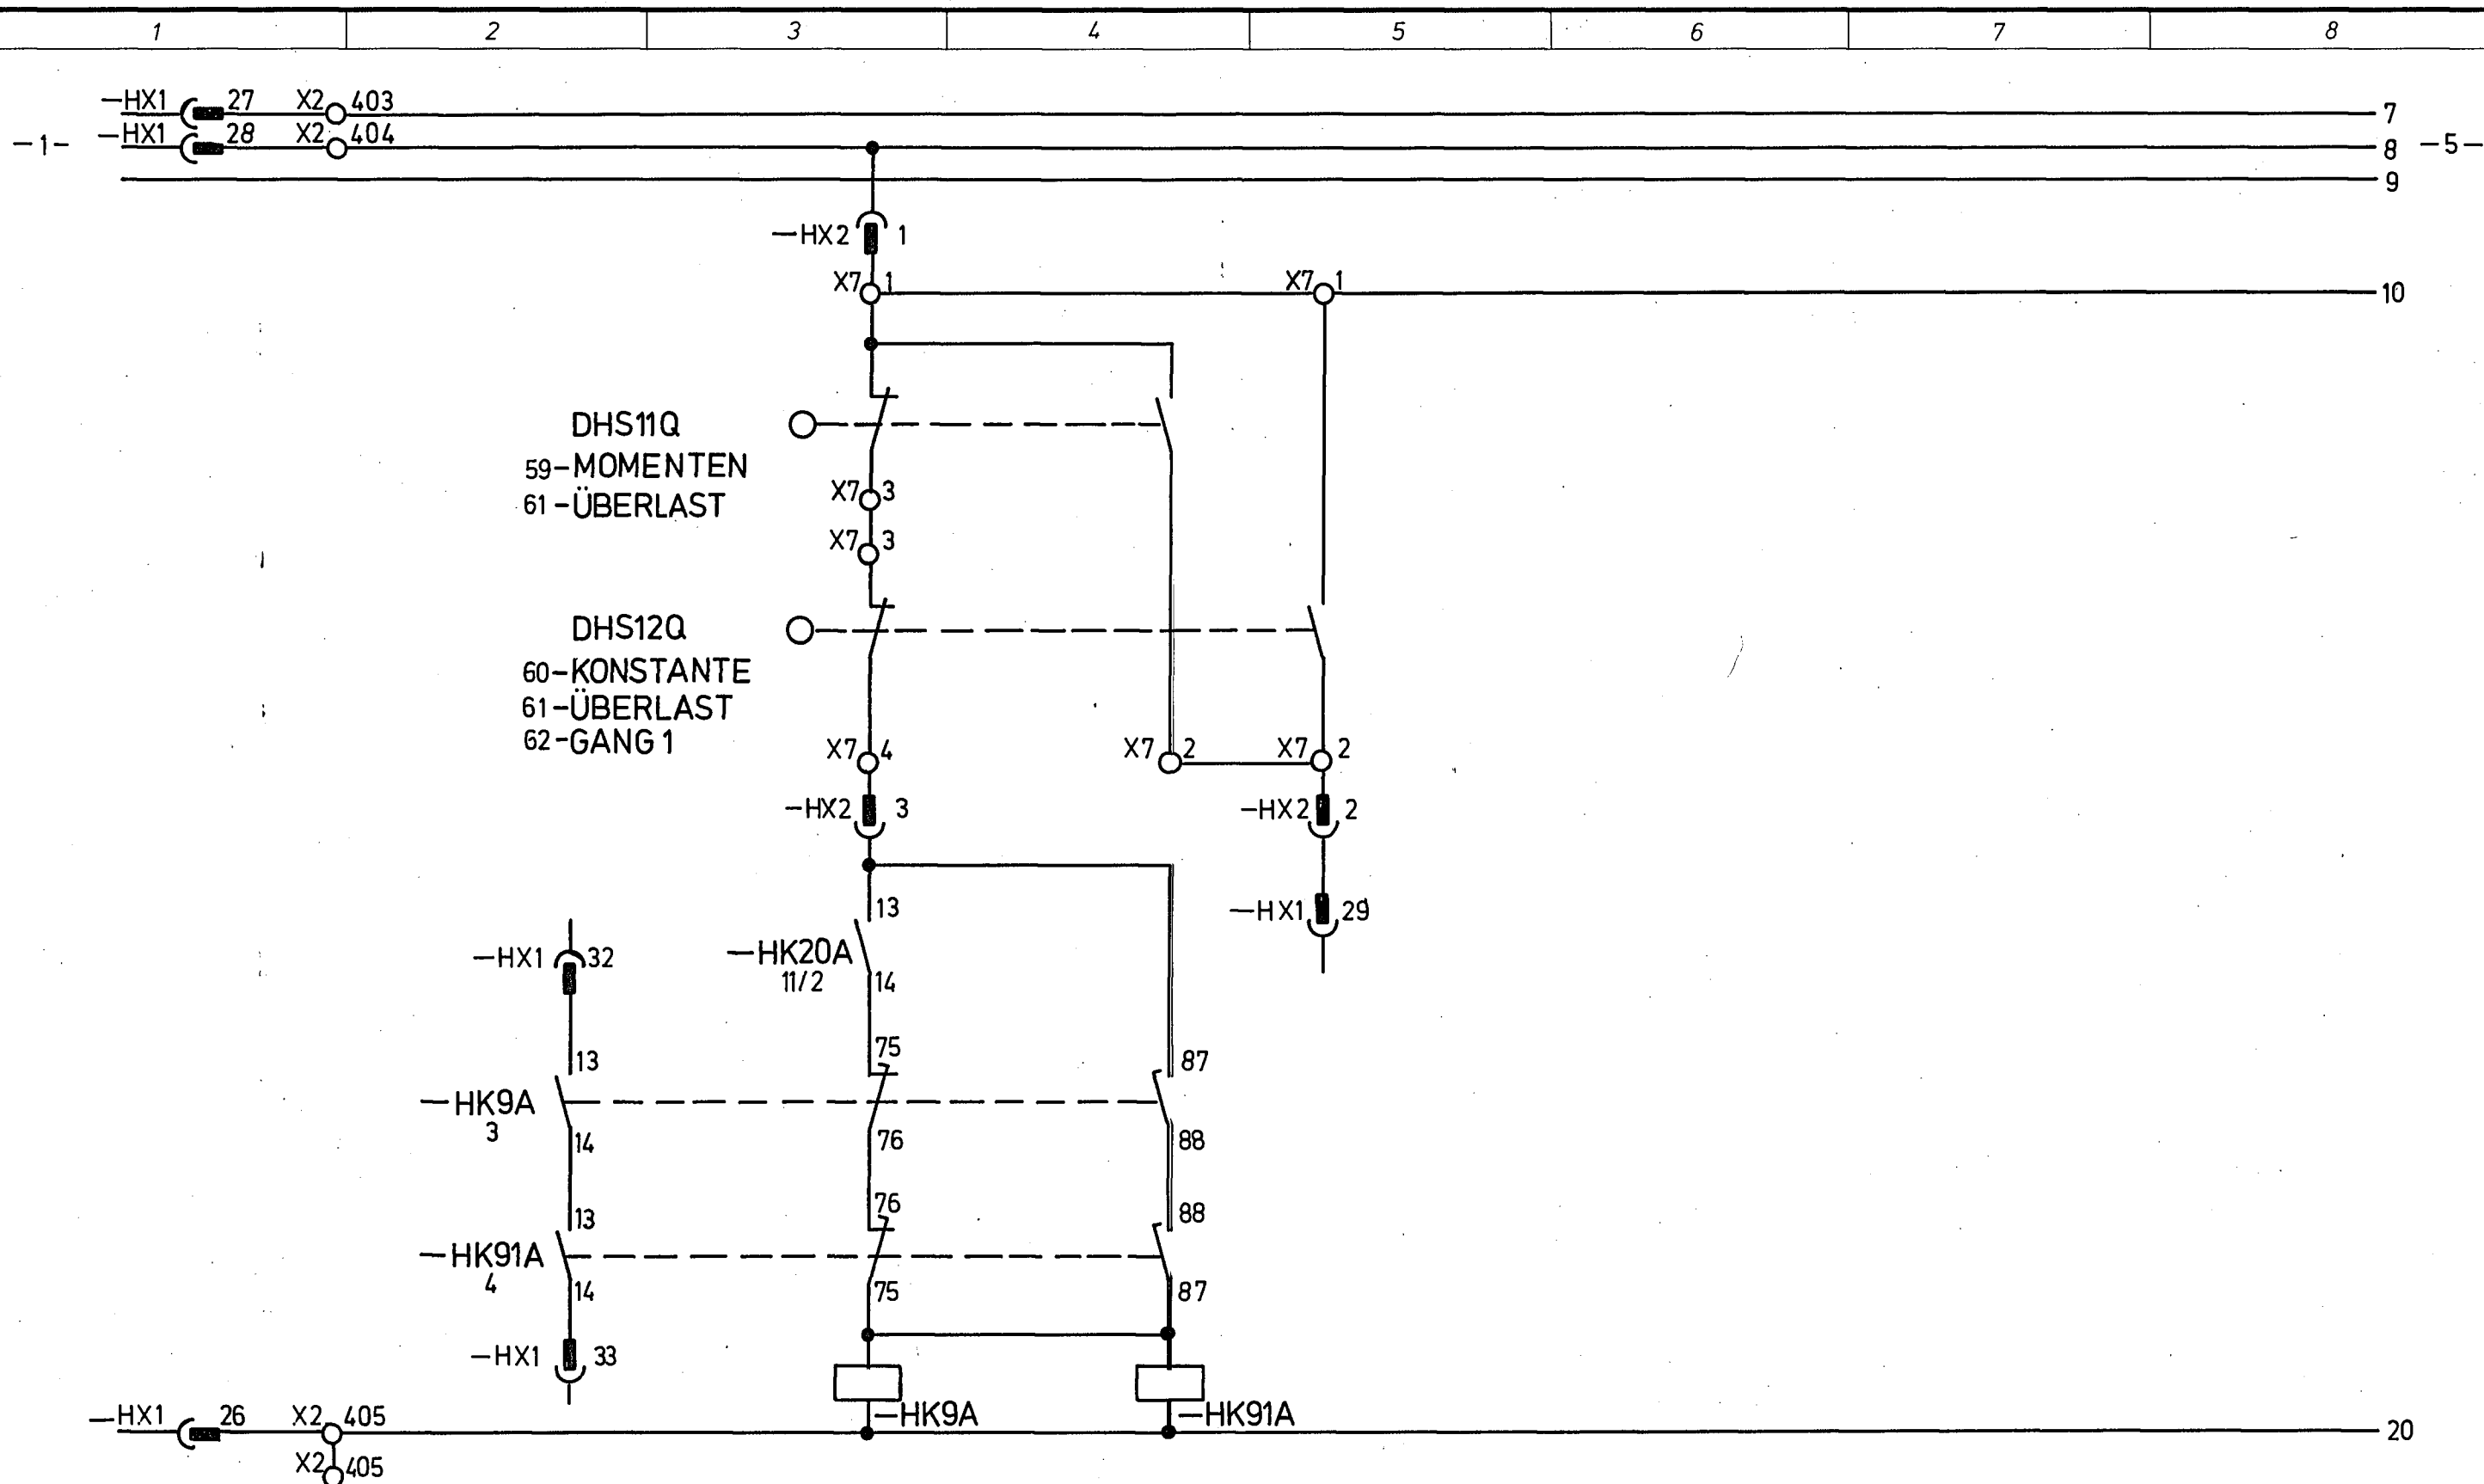 1 2 3 4 5 6 7 8
—HX1 27 X2 403 7
—1— —HX1 28 X2 404 8 —5—
9
—HX2 1
X7 1 X7 1 10
DHS11Q
59-MOMENTEN
61-ÜBERLAST
X7 3
X7 3
DHS12Q
60-KONSTANTE
61-ÜBERLAST
62-GANG 1
X7 4 X7 2 X7 2
—HX2 3 —HX2 2
13 —HX1 29
—HX1 32 —HK20A
11/2 14
75
13 87
—HK9A
3 14 76 88
76
13 88
—HK91A
4 14 75 87
—HX1 33
—HX1 26 X2 405 —HK9A —HK91A 20
X2 405